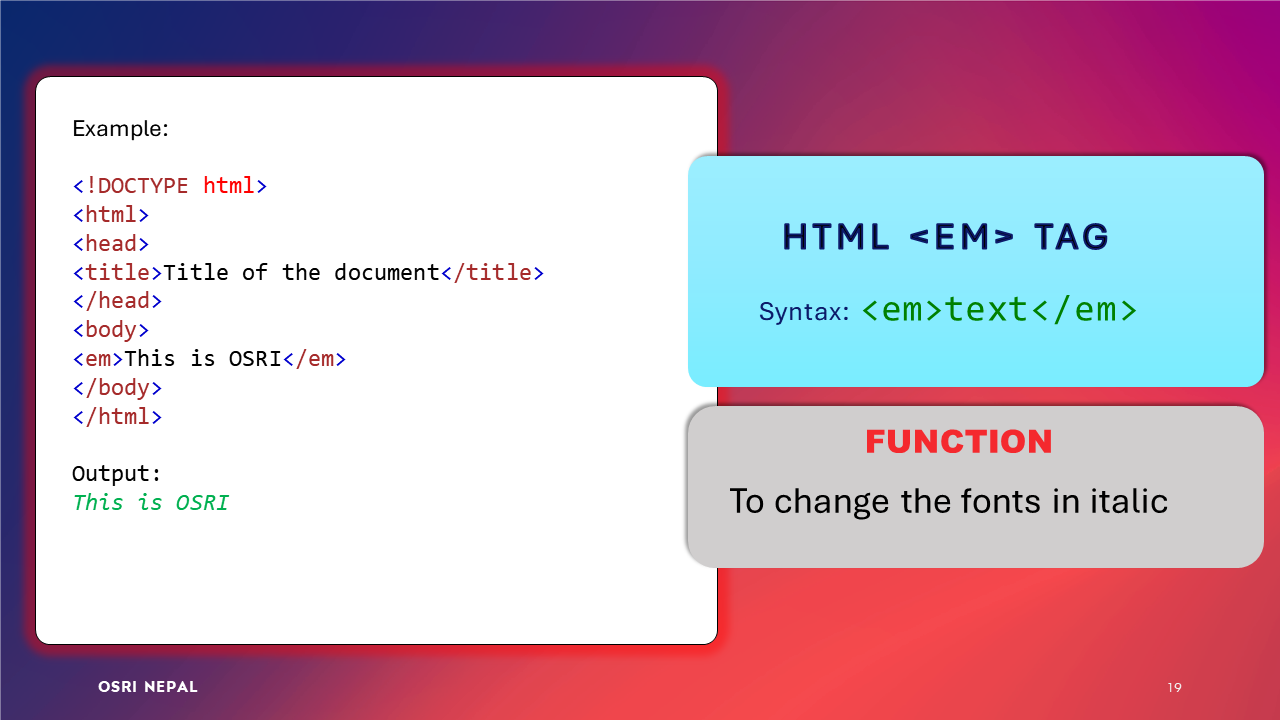 Example:
<!DOCTYPE html>
<html>
<head>
<title>Title of the document</title>
</head>
<body>
<em>This is OSRI</em>
</body>
</html>
Output:
This is OSRI
HTML <EM> TAG
Syntax: <em>text</em>
FUNCTION
To change the fonts in italic
OSRI NEPAL
19